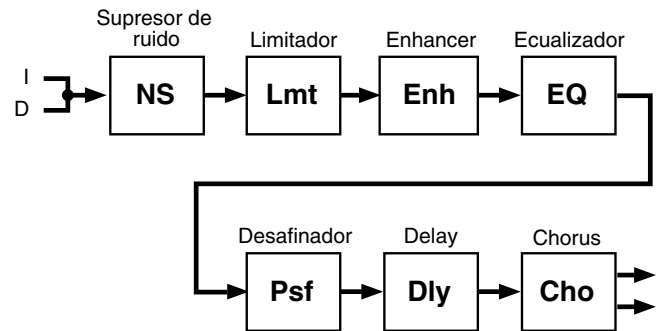 Supresor de
ruido
Limitador
Enhancer
Ecualizador
I
D
NS
Lmt
Enh
EQ
Desafinador
Delay
Chorus
Psf
Dly
Cho